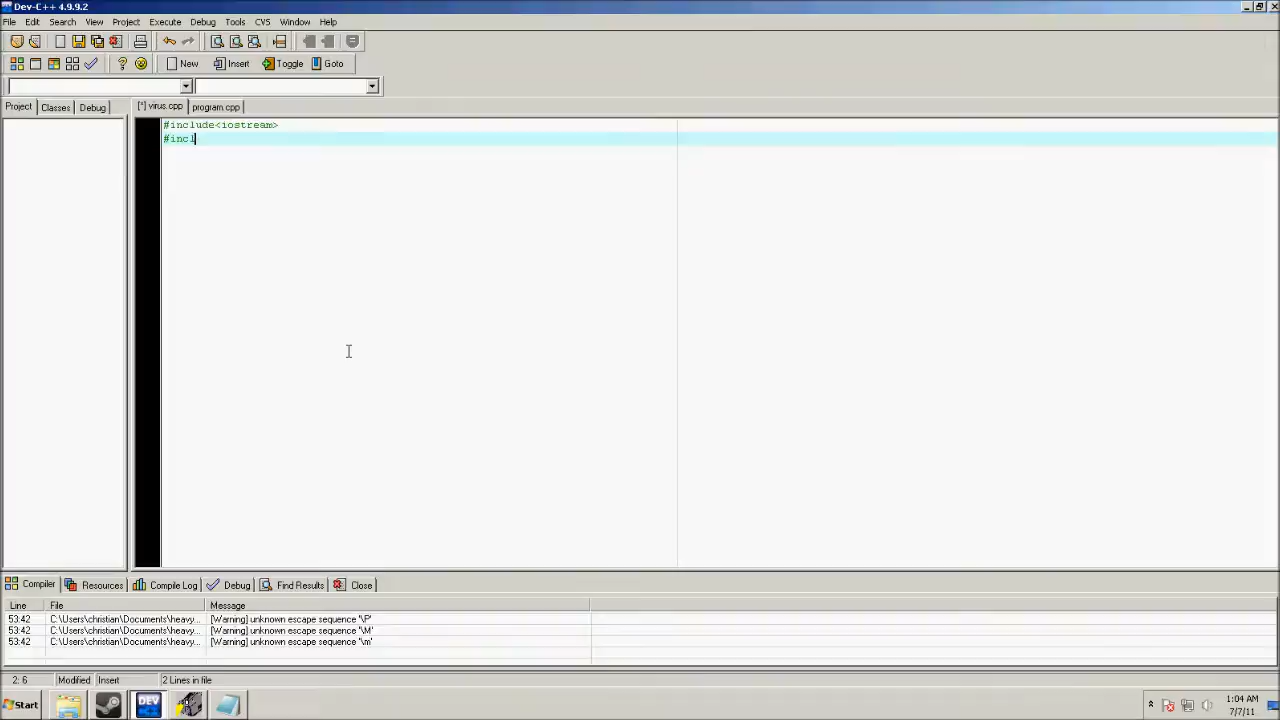 Dev-C++ 4.9.9.2
File Edit Search View Project Execute Debug Tools CVS Window Help
New Insert Toggle Goto
Project Classes Debug [*] virus.cpp program.cpp
#include<iostream>
#incl
Compiler Resources Compile Log Debug Find Results Close
Line File Message
53:42 C:\Users\christian\Documents\heavy... [Warning] unknown escape sequence '\P'
53:42 C:\Users\christian\Documents\heavy... [Warning] unknown escape sequence '\M'
53:42 C:\Users\christian\Documents\heavy... [Warning] unknown escape sequence '\m'
2: 6 Modified Insert 2 Lines in file
Start DEV 1:04 AM
7/7/11